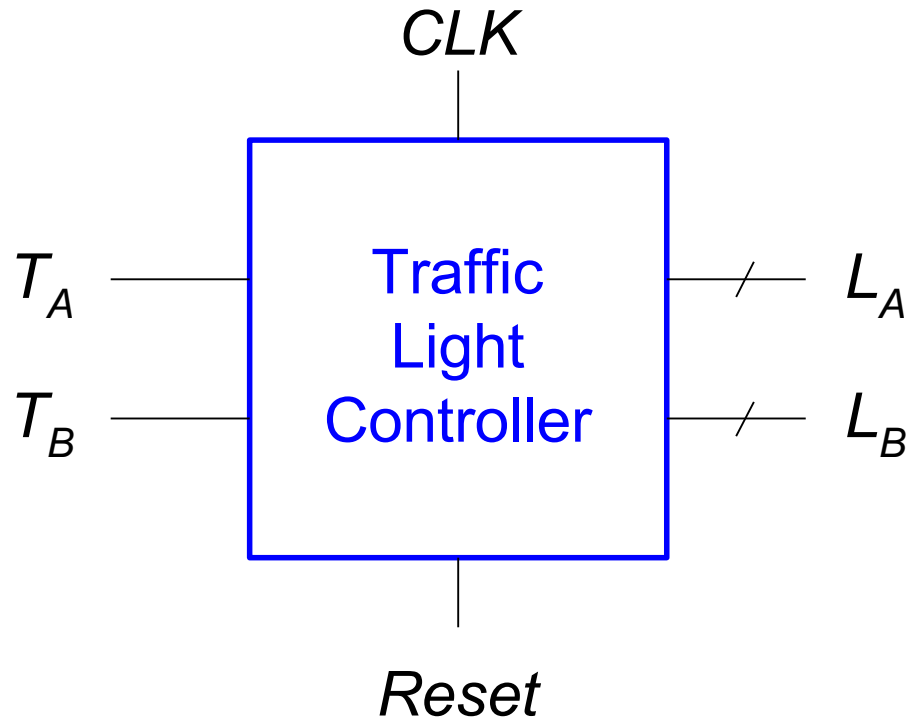 CLK
T_A
Traffic
Light
Controller
L_A
T_B
L_B
Reset